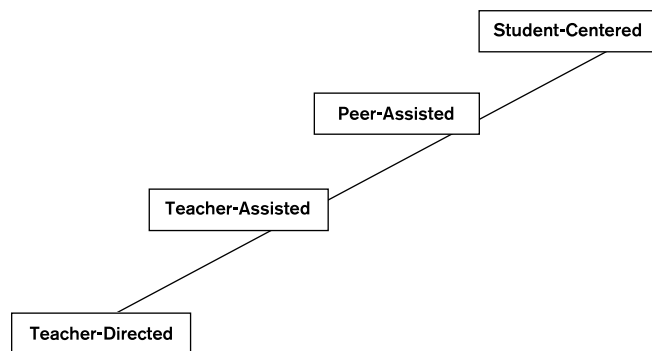 Student-Centered
Peer-Assisted
Teacher-Assisted
Teacher-Directed